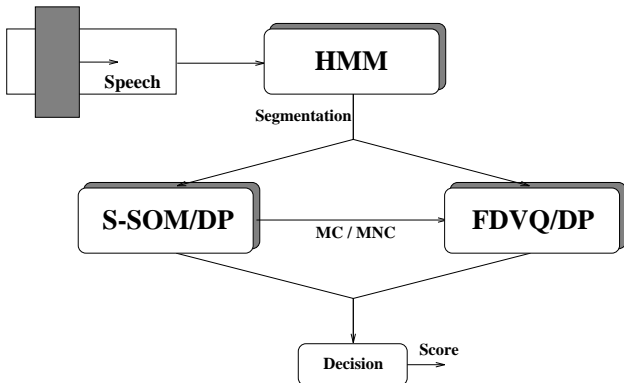 Speech
HMM
Segmentation
S-SOM/DP
MC / MNC
FDVQ/DP
Decision
Score